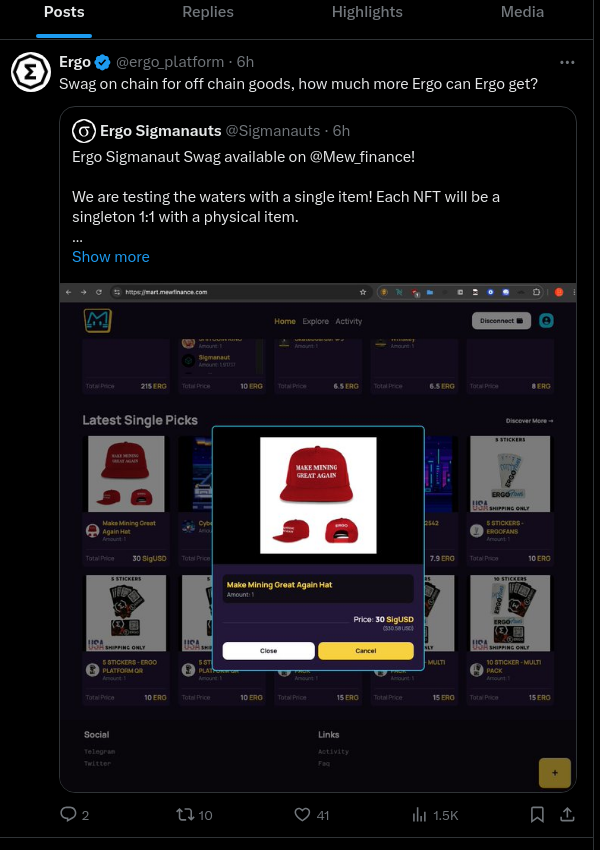 Posts Replies Highlights Media
Ergo @ergo_platform · 6h
Swag on chain for off chain goods, how much more Ergo can Ergo get?
Ergo Sigmanauts @Sigmanauts · 6h
Ergo Sigmanaut Swag available on @Mew_finance!
We are testing the waters with a single item! Each NFT will be a
singleton 1:1 with a physical item.
...
Show more
https://mart.mewfinance.com
Home Explore Activity Disconnect
Amount: 1
Sigmanaut
Total Price 215 ERG Total Price 10 ERG Total Price 6.5 ERG Total Price 6.5 ERG Total Price 8 ERG
Latest Single Picks Discover More →
MAKE MINING
GREAT AGAIN
ERGO
5 STICKERS
USA SHIPPING ONLY
Make Mining Great
Again Hat
Amount: 1
5 STICKERS -
ERGOFANS
Amount: 1
Total Price 30 SigUSD 7.9 ERG Total Price 10 ERG
Make Mining Great Again Hat
Amount: 1
Price: 30 SigUSD
Close Cancel
5 STICKERS
10 STICKERS
USA SHIPPING ONLY
5 STICKERS - ERGO
PLATFORM QR
Amount: 1
10 STICKER - MULTI
PACK
Amount: 1
Total Price 10 ERG Total Price 10 ERG Total Price 15 ERG Total Price 15 ERG Total Price 15 ERG
Social Links
Telegram Activity
Twitter Faq
+
2 10 41 1.5K